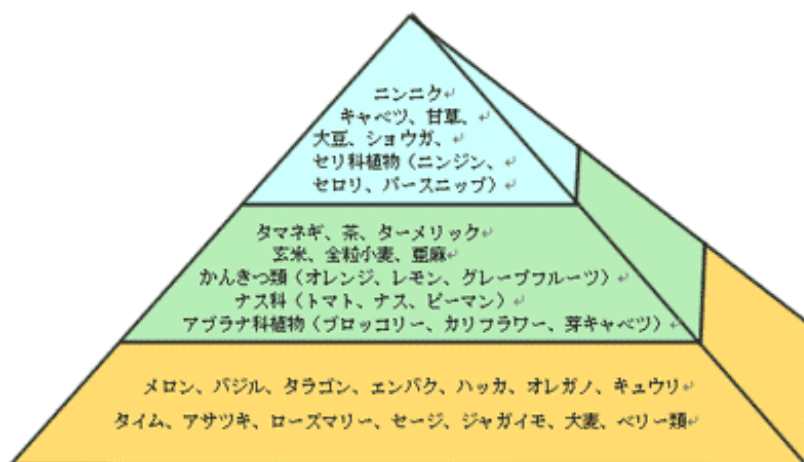 ニンニク
キャベツ、甘草、
大豆、ショウガ、
セリ科植物（ニンジン、
セロリ、パースニップ）
タマネギ、茶、ターメリック
玄米、全粒小麦、亜麻
かんきつ類（オレンジ、レモン、グレープフルーツ）
ナス科（トマト、ナス、ピーマン）
アブラナ科植物（ブロッコリー、カリフラワー、芽キャベツ）
メロン、バジル、タラゴン、エンバク、ハッカ、オレガノ、キュウリ
タイム、アサツキ、ローズマリー、セージ、ジャガイモ、大麦、ベリー類